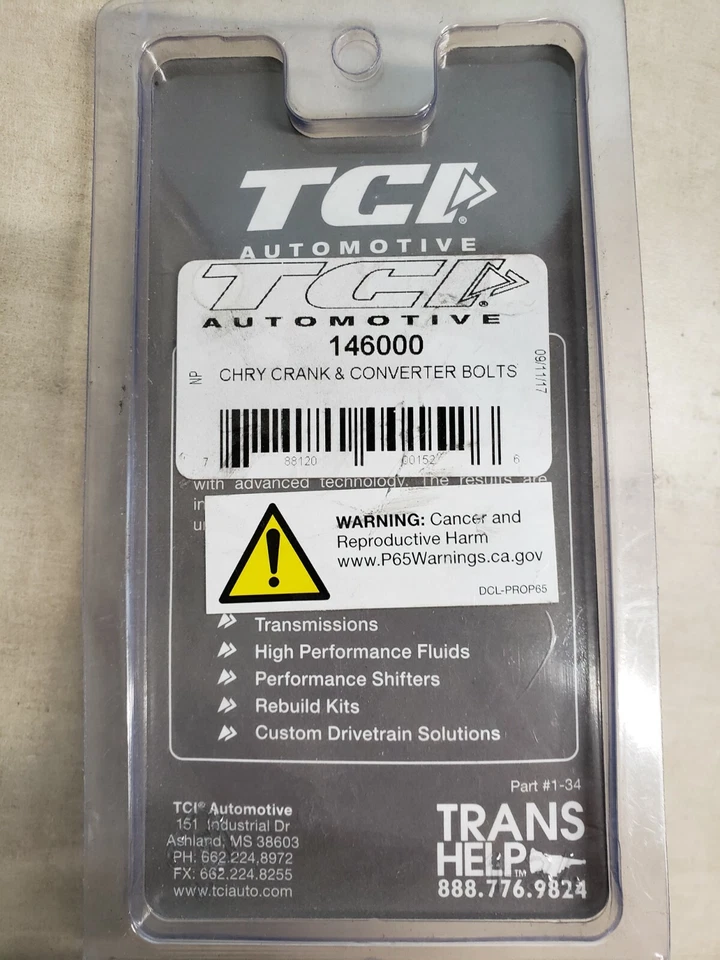 TCI®
AUTOMOTIVE
TCI®
AUTOMOTIVE
146000
NP
CHRY CRANK & CONVERTER BOLTS
09/11/17
7 88120 00152 6
with advanced technology. The results are
WARNING: Cancer and
Reproductive Harm
www.P65Warnings.ca.gov
DCL-PROP65
Transmissions
High Performance Fluids
Performance Shifters
Rebuild Kits
Custom Drivetrain Solutions
Part #1-34
TCI® Automotive
151 Industrial Dr
Ashland, MS 38603
PH: 662.224.8972
FX: 662.224.8255
www.tciauto.com
TRANS
HELP™
888.776.9824